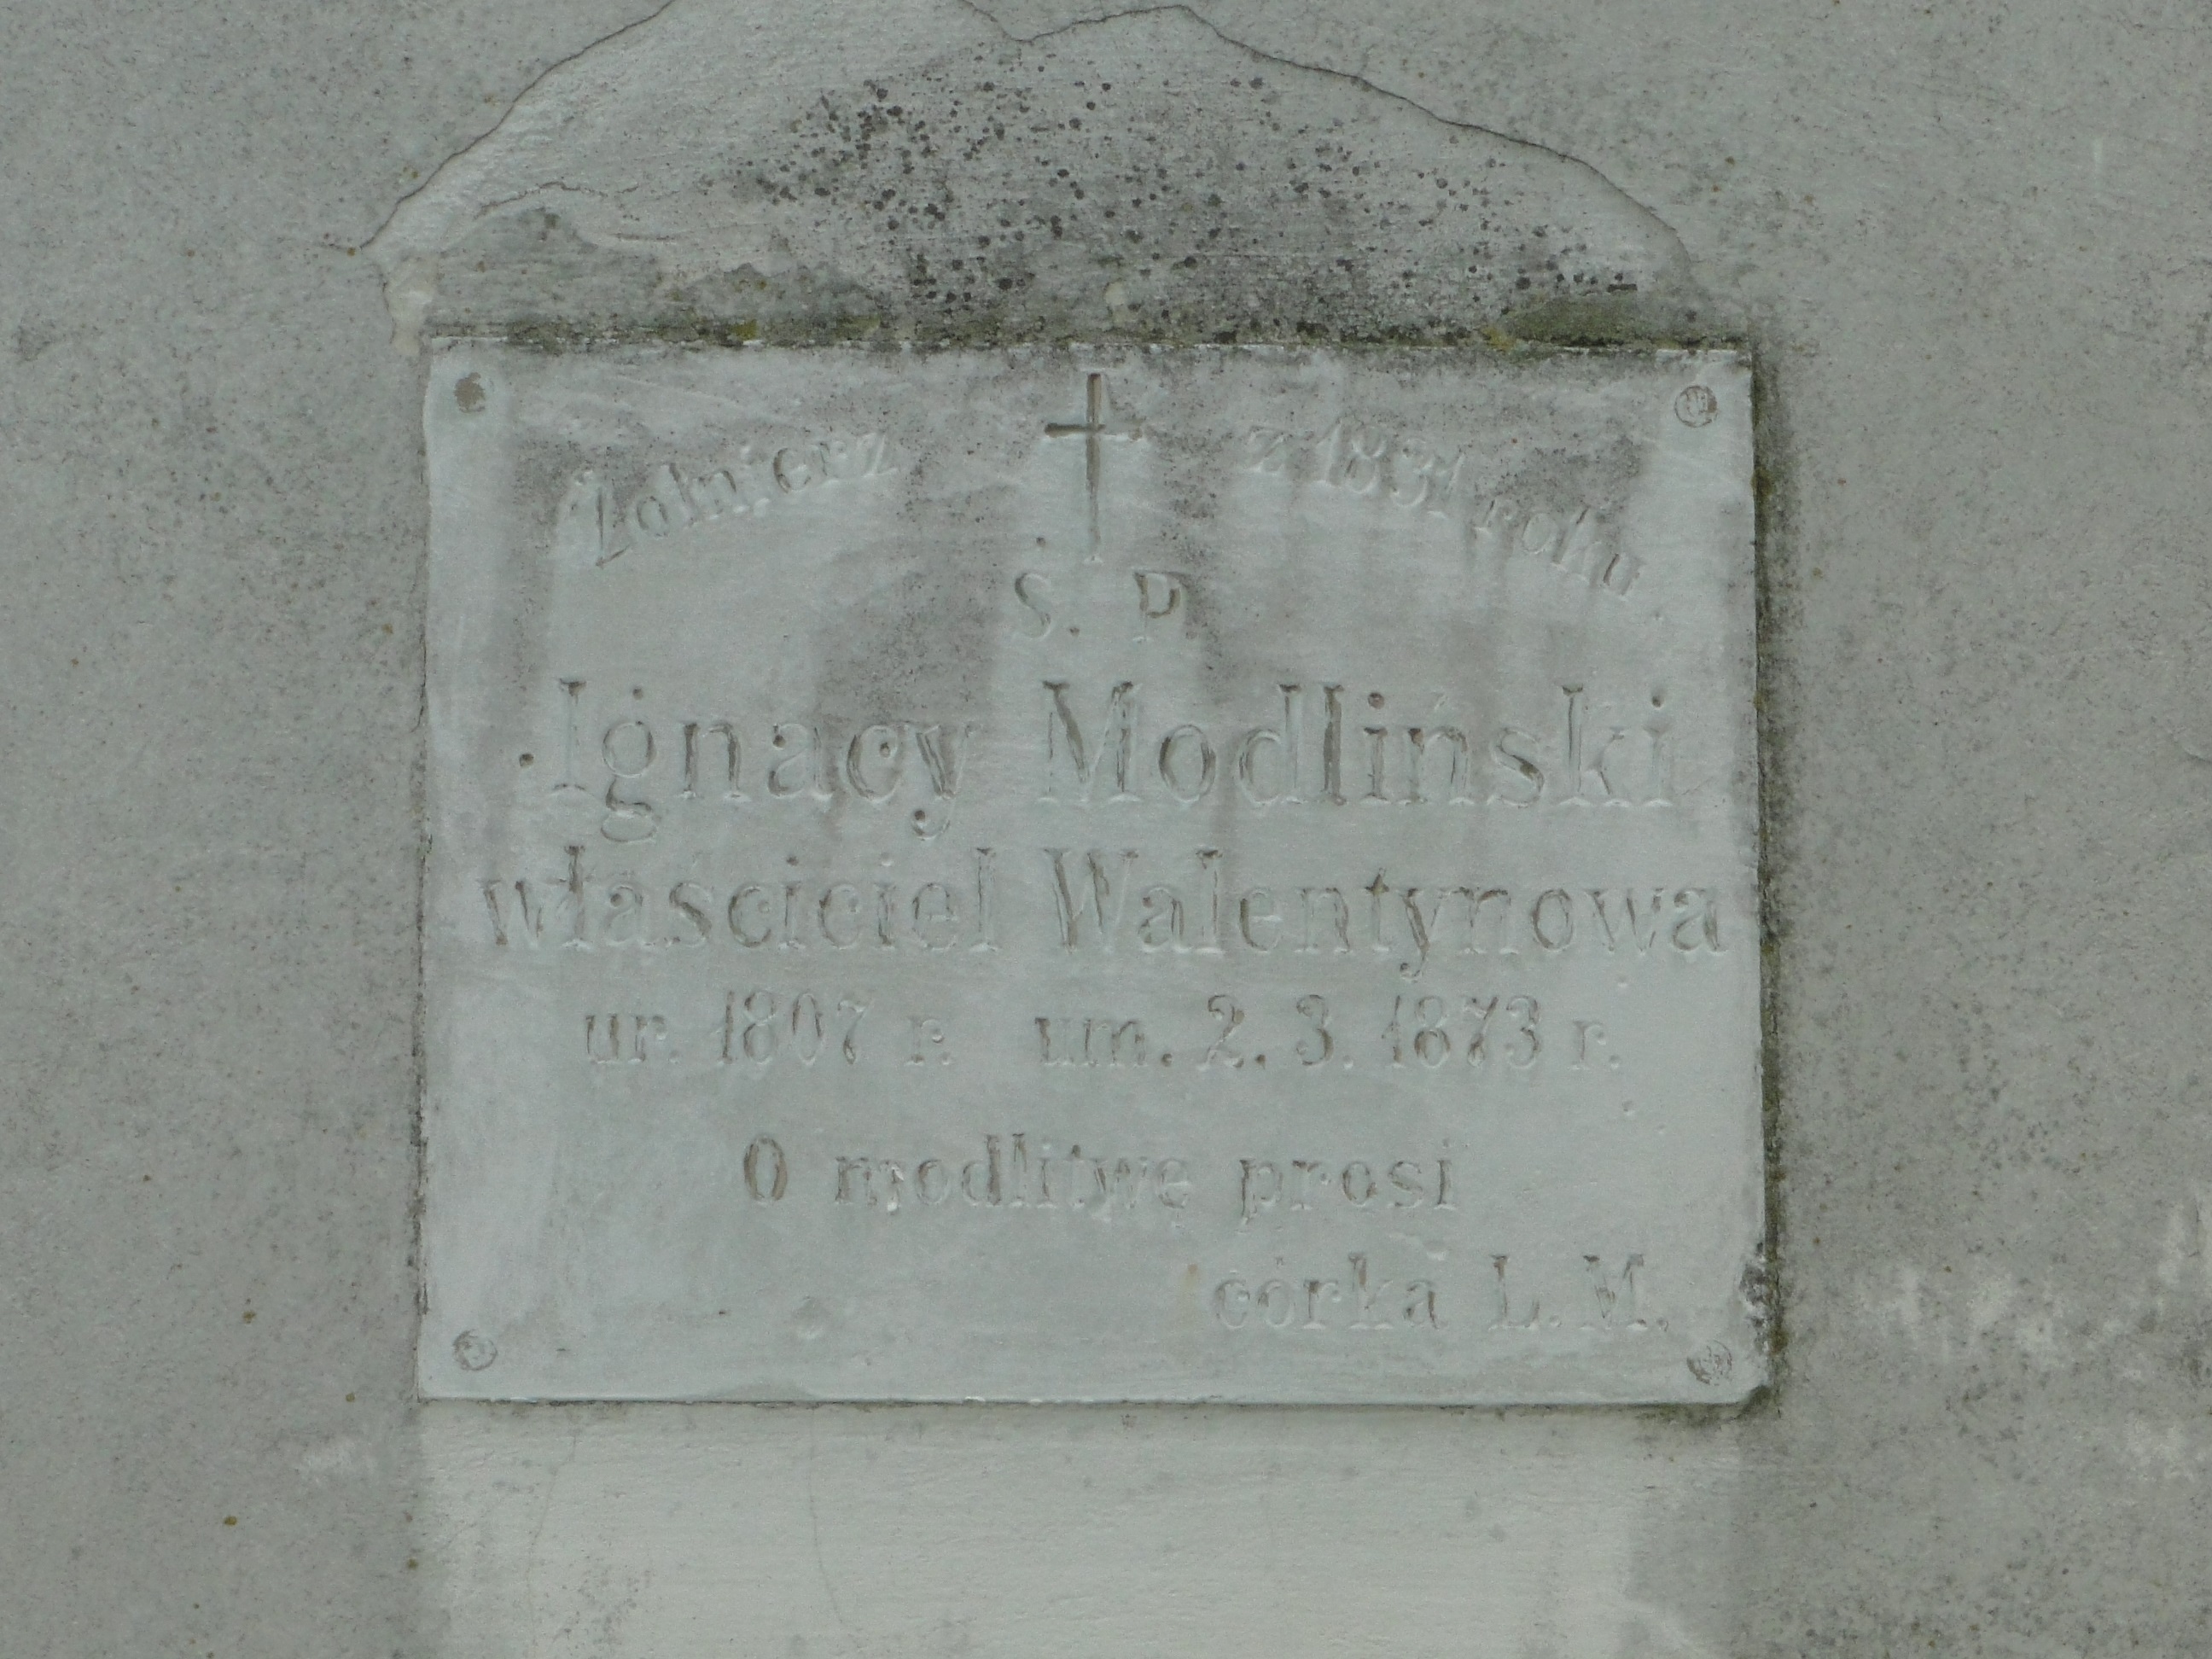 Żołnierz z 1831 roku
Ś. P.
Ignacy Modliński
właściciel Walentynowa
ur. 1807 r. um. 2. 3. 1873 r.
O modlitwę prosi
córka L. M.